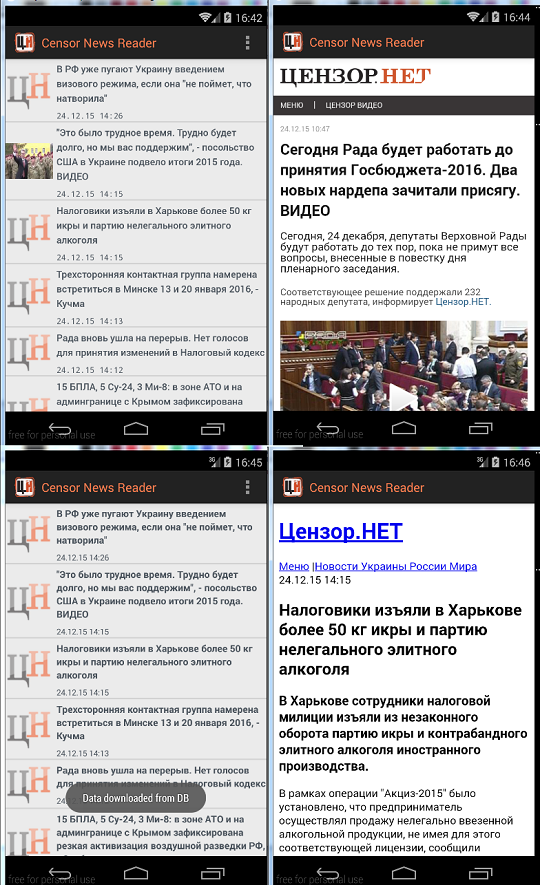 16:42
ЦН Censor News Reader
В РФ уже пугают Украину введением
визового режима, если она "не поймет, что
натворила"
24.12.15 14:26
ЦН
"Это было трудное время. Трудно будет
долго, но мы вас поддержим", - посольство
США в Украине подвело итоги 2015 года.
ВИДЕО
24.12.15 14:15
Налоговики изъяли в Харькове более 50 кг
икры и партию нелегального элитного
алкоголя
24.12.15 14:15
ЦН
Трехсторонняя контактная группа намерена
встретиться в Минске 13 и 20 января 2016, -
Кучма
24.12.15 14:13
ЦН
Рада вновь ушла на перерыв. Нет голосов
для принятия изменений в Налоговый кодекс
24.12.15 14:12
ЦН
15 БПЛА, 5 Су-24, 3 Ми-8: в зоне АТО и на
админгранице с Крымом зафиксирована
ЦН
free for personal use
16:44
ЦН Censor News Reader
ЦЕНЗОР.НЕТ
МЕНЮ | ЦЕНЗОР ВИДЕО
24.12.15 10:47
Сегодня Рада будет работать до
принятия Госбюджета-2016. Два
новых нардепа зачитали присягу.
ВИДЕО
Сегодня, 24 декабря, депутаты Верховной Рады
будут работать до тех пор, пока не примут все
вопросы, внесенные в повестку дня
пленарного заседания.
Соответствующее решение поддержали 232
народных депутата, информирует Цензор.НЕТ.
free for personal use
3G 16:45
ЦН Censor News Reader
В РФ уже пугают Украину введением
визового режима, если она "не поймет, что
натворила"
24.12.15 14:26
ЦН
"Это было трудное время. Трудно будет
долго, но мы вас поддержим", - посольство
США в Украине подвело итоги 2015 года.
ВИДЕО
24.12.15 14:15
ЦН
Налоговики изъяли в Харькове более 50 кг
икры и партию нелегального элитного
алкоголя
24.12.15 14:15
ЦН
Трехсторонняя контактная группа намерена
встретиться в Минске 13 и 20 января 2016, -
Кучма
24.12.15 14:13
ЦН
Рада вновь ушла на перерыв. Нет голосов
для принятия изменений в Налоговый кодекс
ЦН
Data downloaded from DB
15 БПЛА, 5 Су-24, 3 Ми-8: в зоне АТО и на
админгранице с Крымом зафиксирована
резкая активизация воздушной разведки РФ,
ЦН
free for personal use
3G 16:46
ЦН Censor News Reader
Цензор.НЕТ
Меню |Новости Украины России Мира
24.12.15 14:15
Налоговики изъяли в Харькове
более 50 кг икры и партию
нелегального элитного
алкоголя
В Харькове сотрудники налоговой
милиции изъяли из незаконного
оборота партию икры и контрабандного
элитного алкоголя иностранного
производства.
В рамках операции "Акциз-2015" было
установлено, что предприниматель
осуществлял продажу нелегально ввезенной
алкогольной продукции, не имея для этого
соответствующей лицензии, сообщили
free for personal use